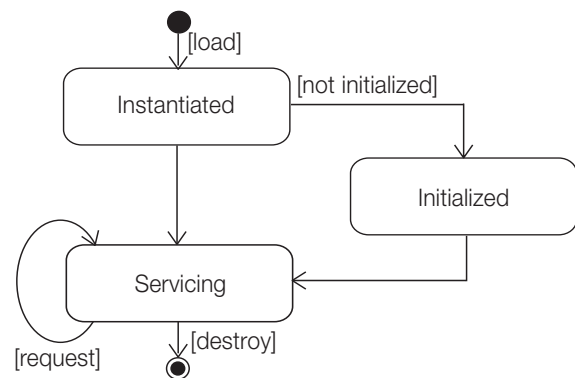 [load]
Instantiated
[not initialized]
Initialized
Servicing
[request]
[destroy]